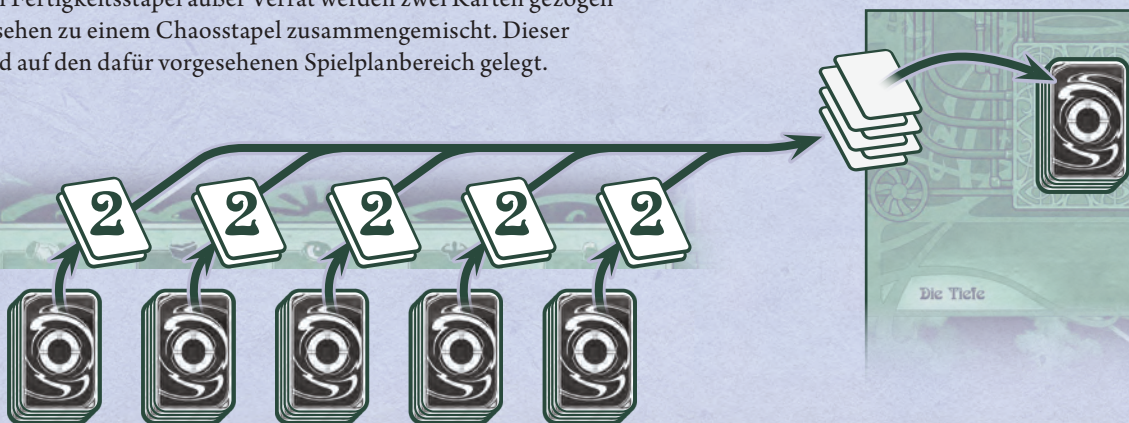 Fertigkeitsstapel außer Verrat werden zwei Karten gezogen
sehen zu einem Chaosstapel zusammengemischt. Dieser
d auf den dafür vorgesehenen Spielplanbereich gelegt.
2 2 2 2 2
Die Tiefe